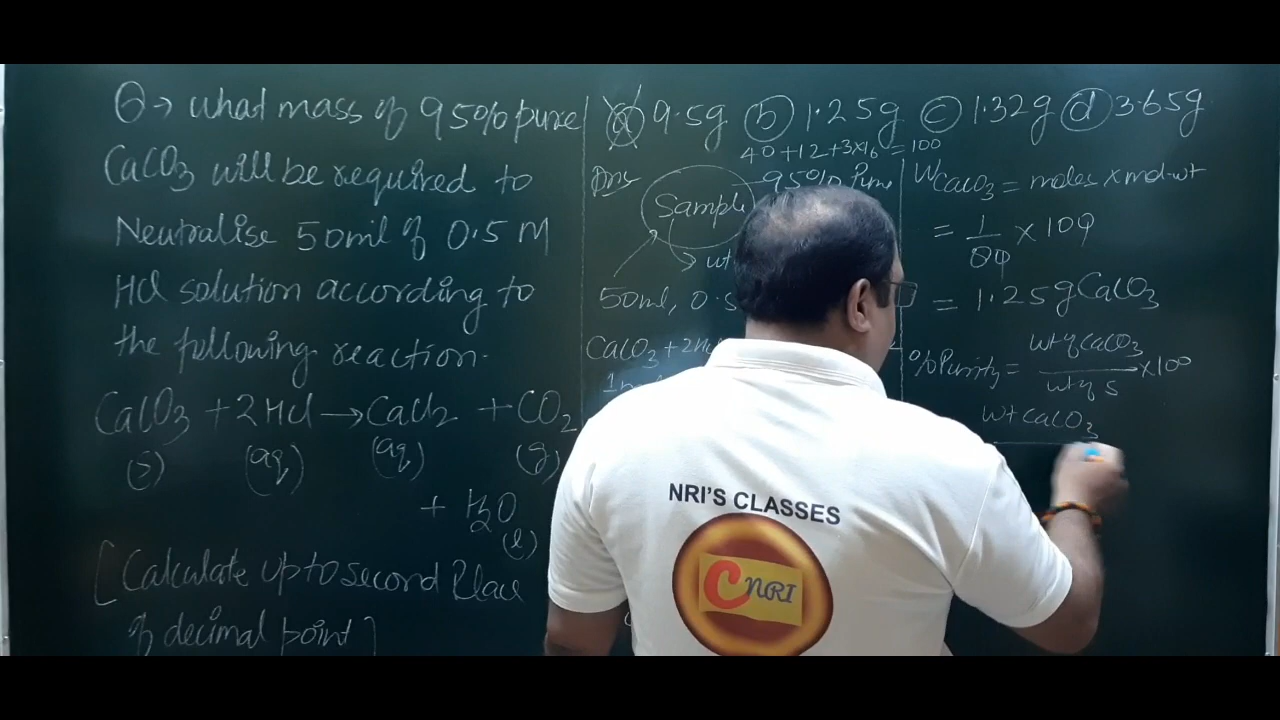 Q → what mass of 95% pure
CaCO3 will be required to
Neutralise 50ml of 0.5 M
HCl solution according to
the following reaction.
CaCO3 + 2HCl → CaCl2 + CO2
(s) (aq) (aq) (g)
+ H2O
(l)
[Calculate upto second Place
of decimal point]
(a) 9.5g (b) 1.25g (c) 1.32g (d) 3.65g
40+12+3×16 = 100
Ans
Sample
95% Pure
wt
50ml, 0.5
CaCO3 + 2HCl
WCaCO3 = moles × mol-wt
= 1/80 × 100
= 1.25g CaCO3
% Purity = wt of CaCO3 / wt of S × 100
wt CaCO3
NRI'S CLASSES
CNRI